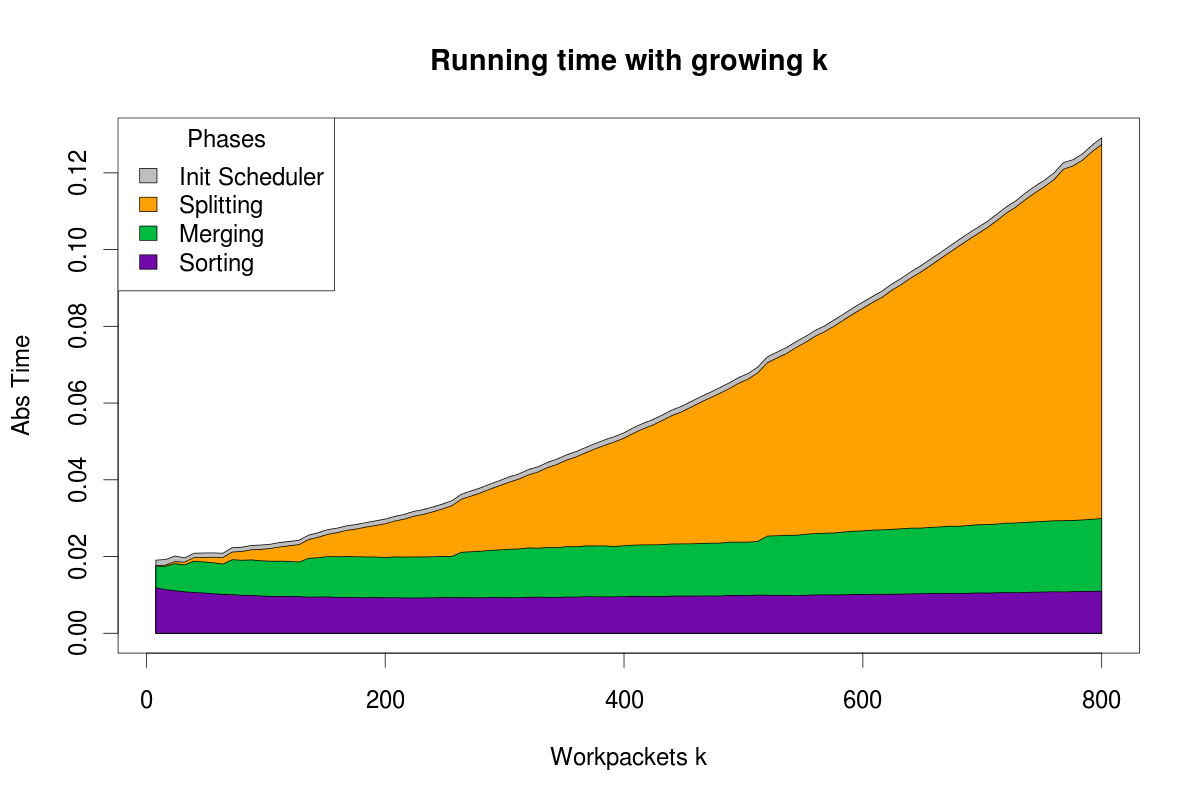 Running time with growing k
Phases
Init Scheduler
Splitting
Merging
Sorting
Abs Time
0.12
0.10
0.08
0.06
0.04
0.02
0.00
0 200 400 600 800
Workpackets k